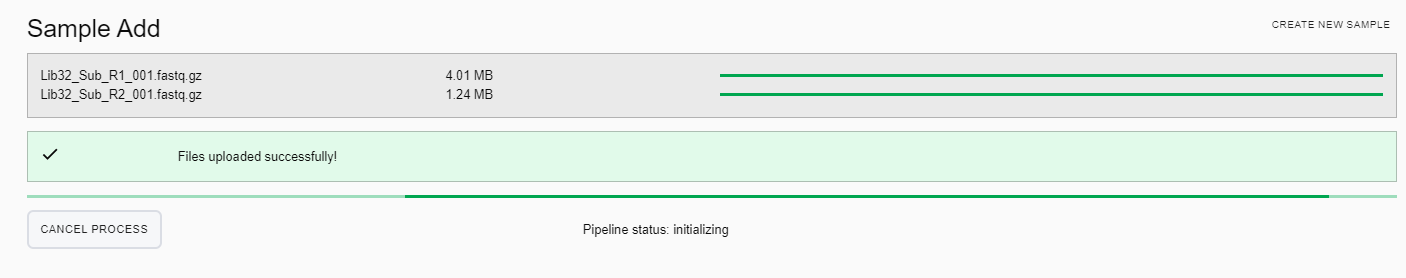 Sample Add
CREATE NEW SAMPLE
Lib32_Sub_R1_001.fastq.gz 4.01 MB
Lib32_Sub_R2_001.fastq.gz 1.24 MB
Files uploaded successfully!
CANCEL PROCESS
Pipeline status: initializing